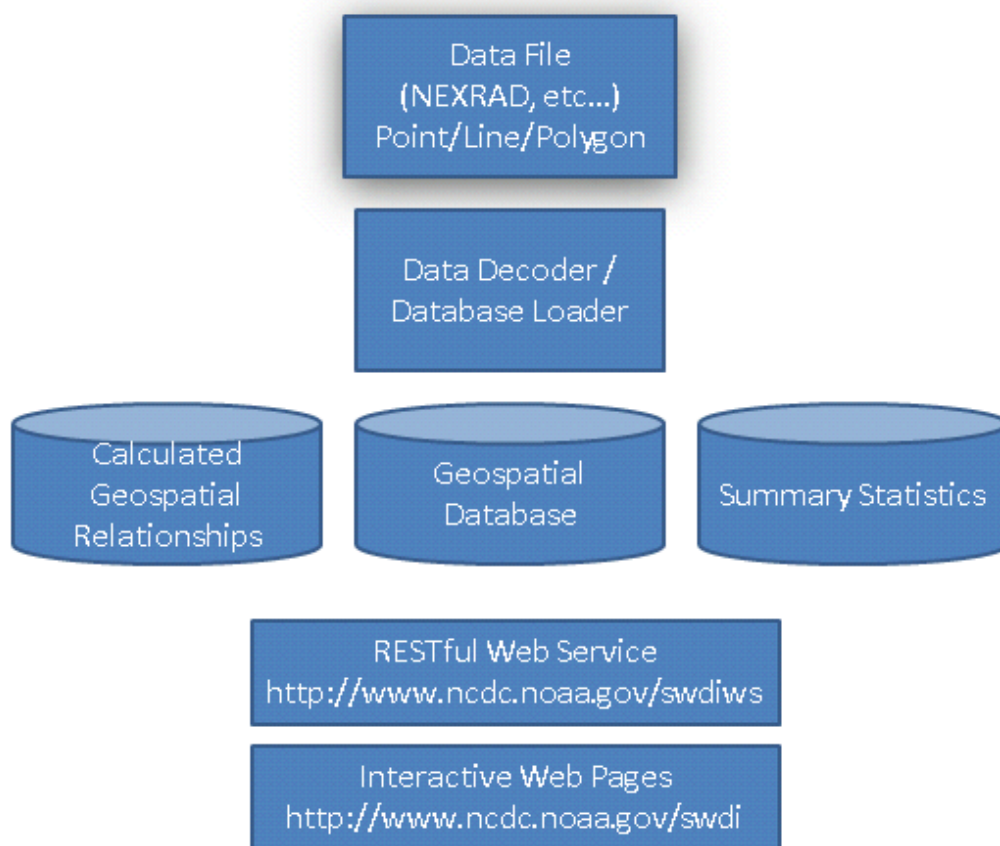 Data File
(NEXRAD, etc...)
Point/Line/Polygon
Data Decoder /
Database Loader
Calculated
Geospatial
Relationships
Geospatial
Database
Summary Statistics
RESTful Web Service
http://www.ncdc.noaa.gov/swdiws
Interactive Web Pages
http://www.ncdc.noaa.gov/swdi